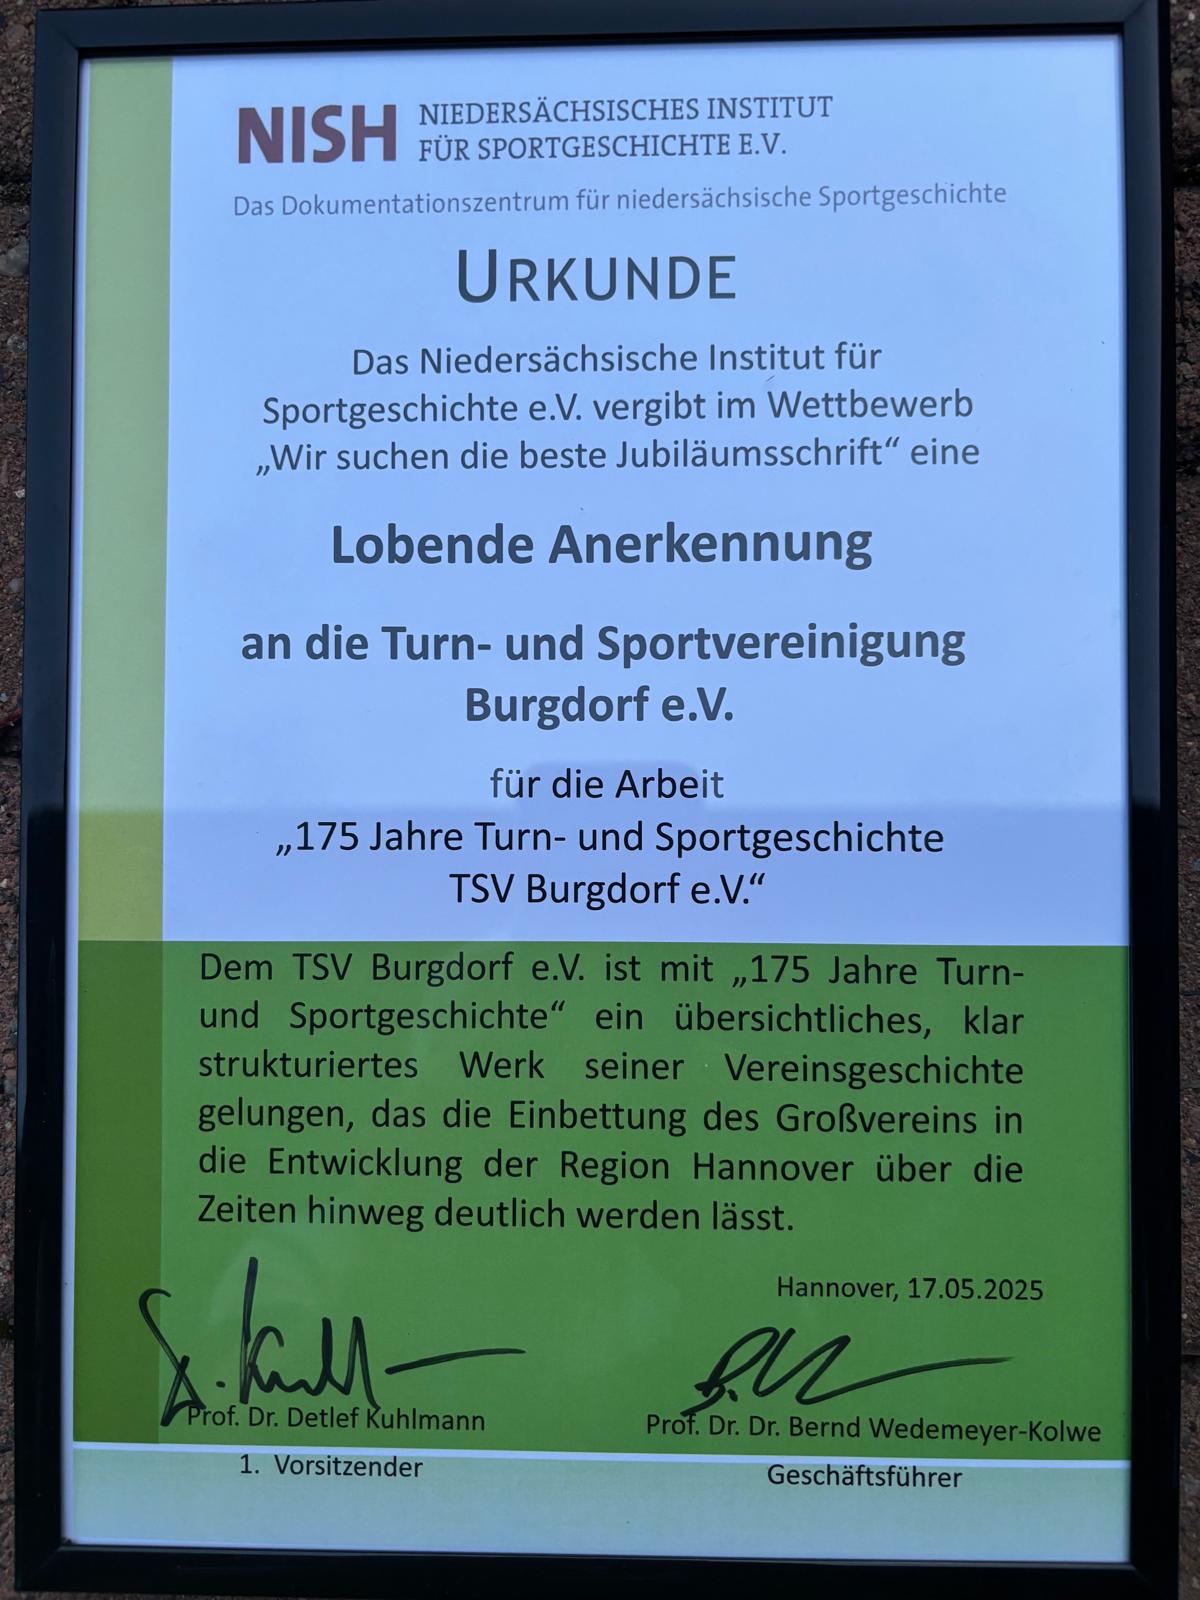 NISH NIEDERSÄCHSISCHES INSTITUT
FÜR SPORTGESCHICHTE E.V.
Das Dokumentationszentrum für niedersächsische Sportgeschichte
URKUNDE
Das Niedersächsische Institut für
Sportgeschichte e.V. vergibt im Wettbewerb
„Wir suchen die beste Jubiläumsschrift“ eine
Lobende Anerkennung
an die Turn- und Sportvereinigung
Burgdorf e.V.
für die Arbeit
„175 Jahre Turn- und Sportgeschichte
TSV Burgdorf e.V.“
Dem TSV Burgdorf e.V. ist mit „175 Jahre Turn-
und Sportgeschichte“ ein übersichtliches, klar
strukturiertes Werk seiner Vereinsgeschichte
gelungen, das die Einbettung des Großvereins in
die Entwicklung der Region Hannover über die
Zeiten hinweg deutlich werden lässt.
Hannover, 17.05.2025
Prof. Dr. Detlef Kuhlmann
1. Vorsitzender
Prof. Dr. Dr. Bernd Wedemeyer-Kolwe
Geschäftsführer